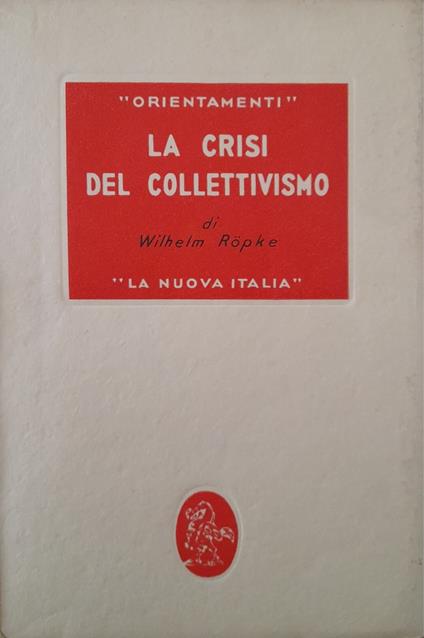 "ORIENTAMENTI"
LA CRISI
DEL COLLETTIVISMO
di
Wilhelm Röpke
"LA NUOVA ITALIA"